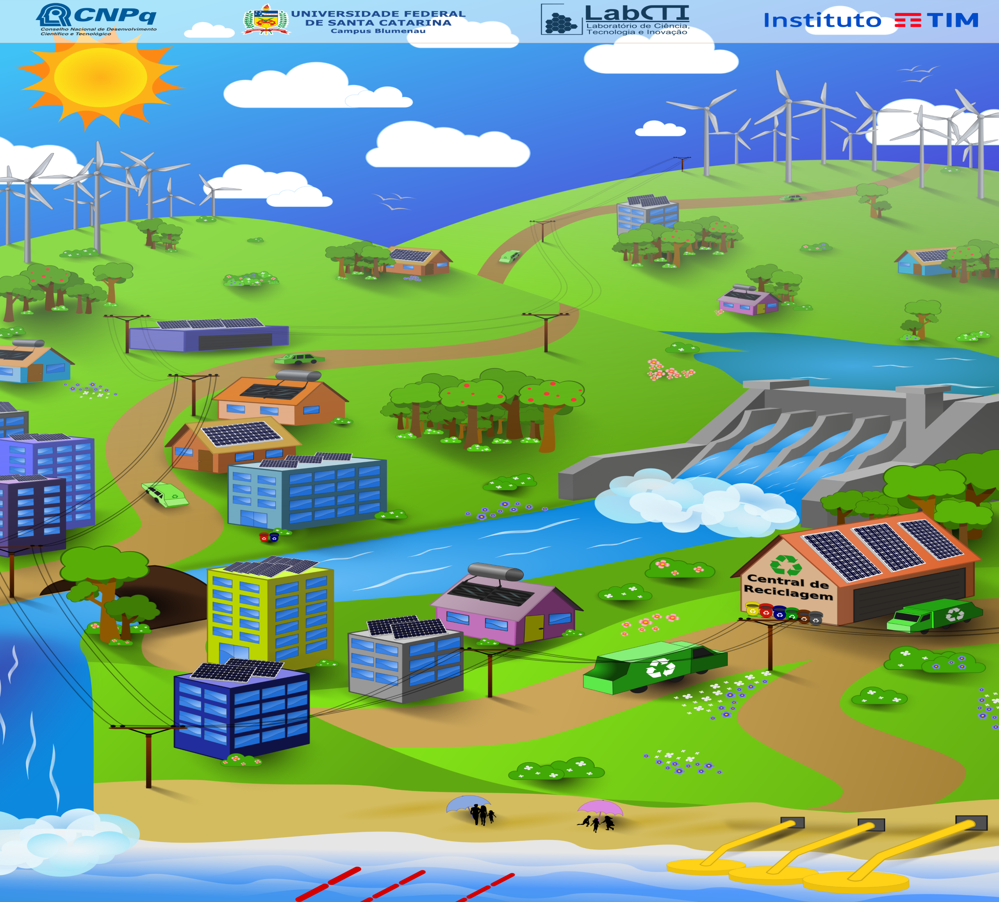 CNPq
Conselho Nacional de Desenvolvimento
Científico e Tecnológico
UNIVERSIDADE FEDERAL
DE SANTA CATARINA
Campus Blumenau
LabCTI
Laboratório de Ciência,
Tecnologia e Inovação
Instituto TIM
Central de
Reciclagem